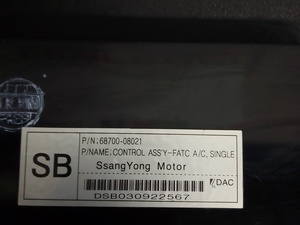 P/N; 68700-08021
P/NAME; CONTROL ASS'Y-FATC A/C, SINGLE
SB
SsangYong Motor
DAC
DSB030922567